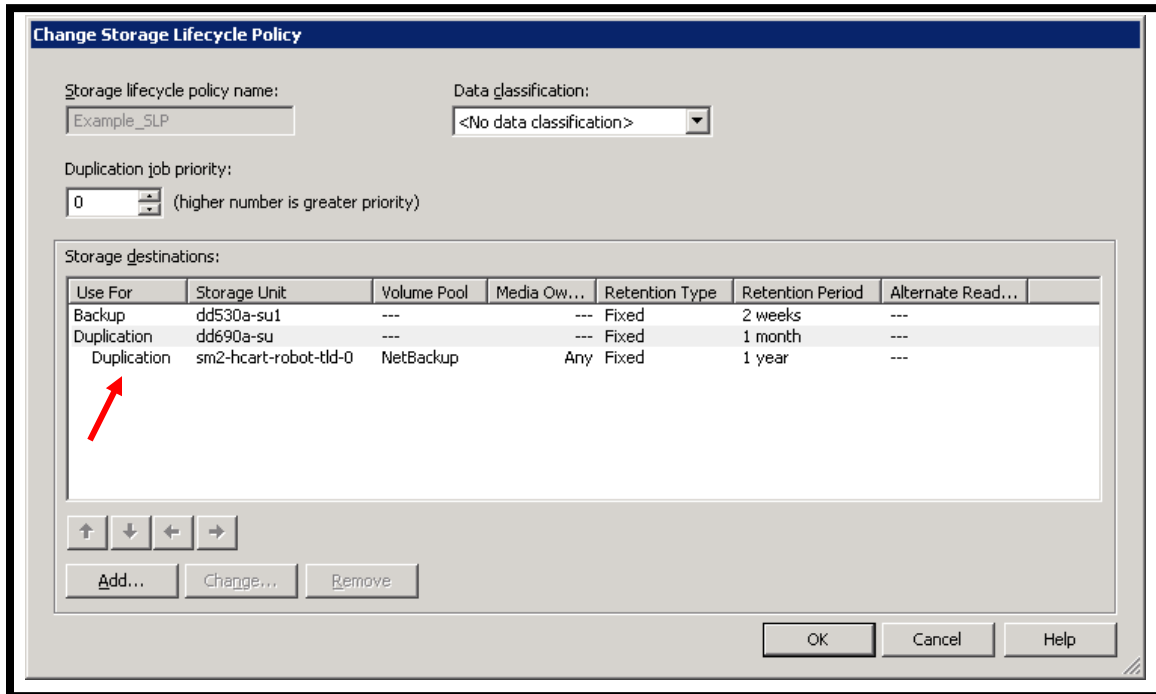 Change Storage Lifecycle Policy
Storage lifecycle policy name: Data classification:
Example_SLP <No data classification>
Duplication job priority:
0 (higher number is greater priority)
Storage destinations:
Use For Storage Unit Volume Pool Media Ow... Retention Type Retention Period Alternate Read...
Backup dd530a-su1 --- --- Fixed 2 weeks ---
Duplication dd690a-su --- --- Fixed 1 month ---
Duplication sm2-hcart-robot-tld-0 NetBackup Any Fixed 1 year ---
Add... Change... Remove
OK Cancel Help